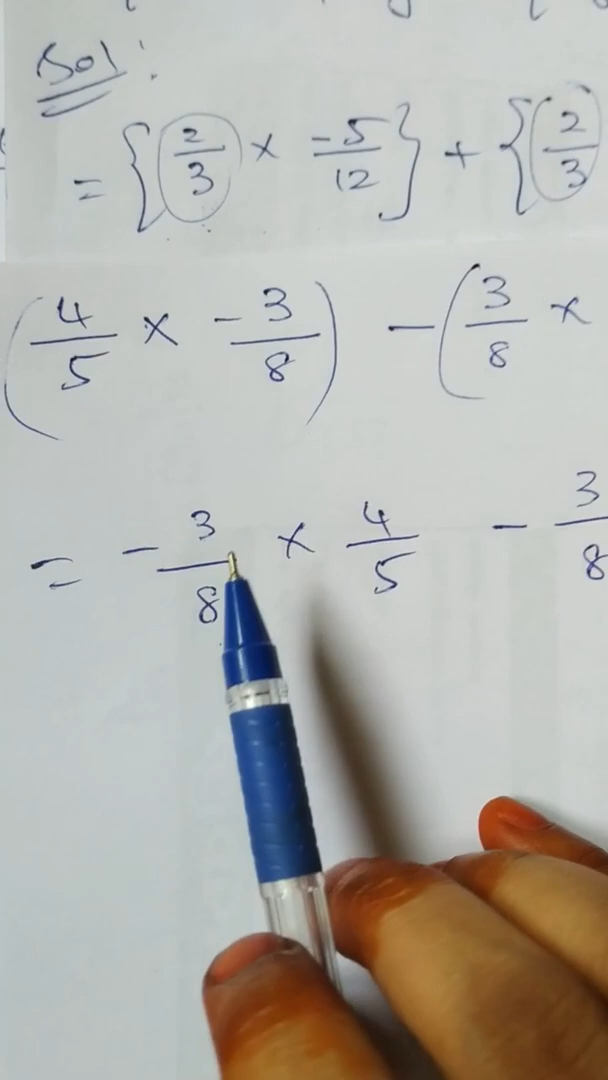 Sol:
= {2/3 × -5/12} + {2/3
(4/5 × -3/8) - (3/8 ×
= -3/8 × 4/5 - 3/8